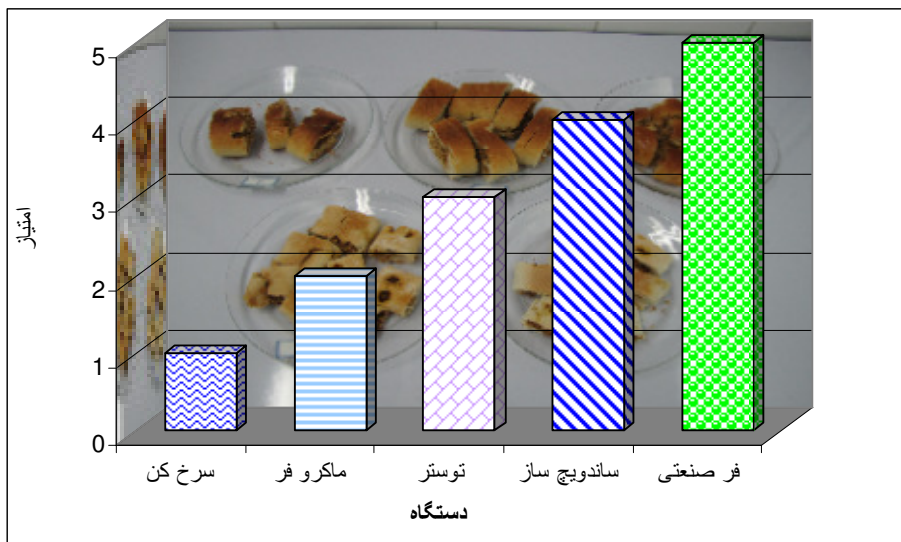 5
4
3
2
1
0
امتیاز
سرخ کن
ماکرو فر
توستر
ساندویچ ساز
فر صنعتی
دستگاه